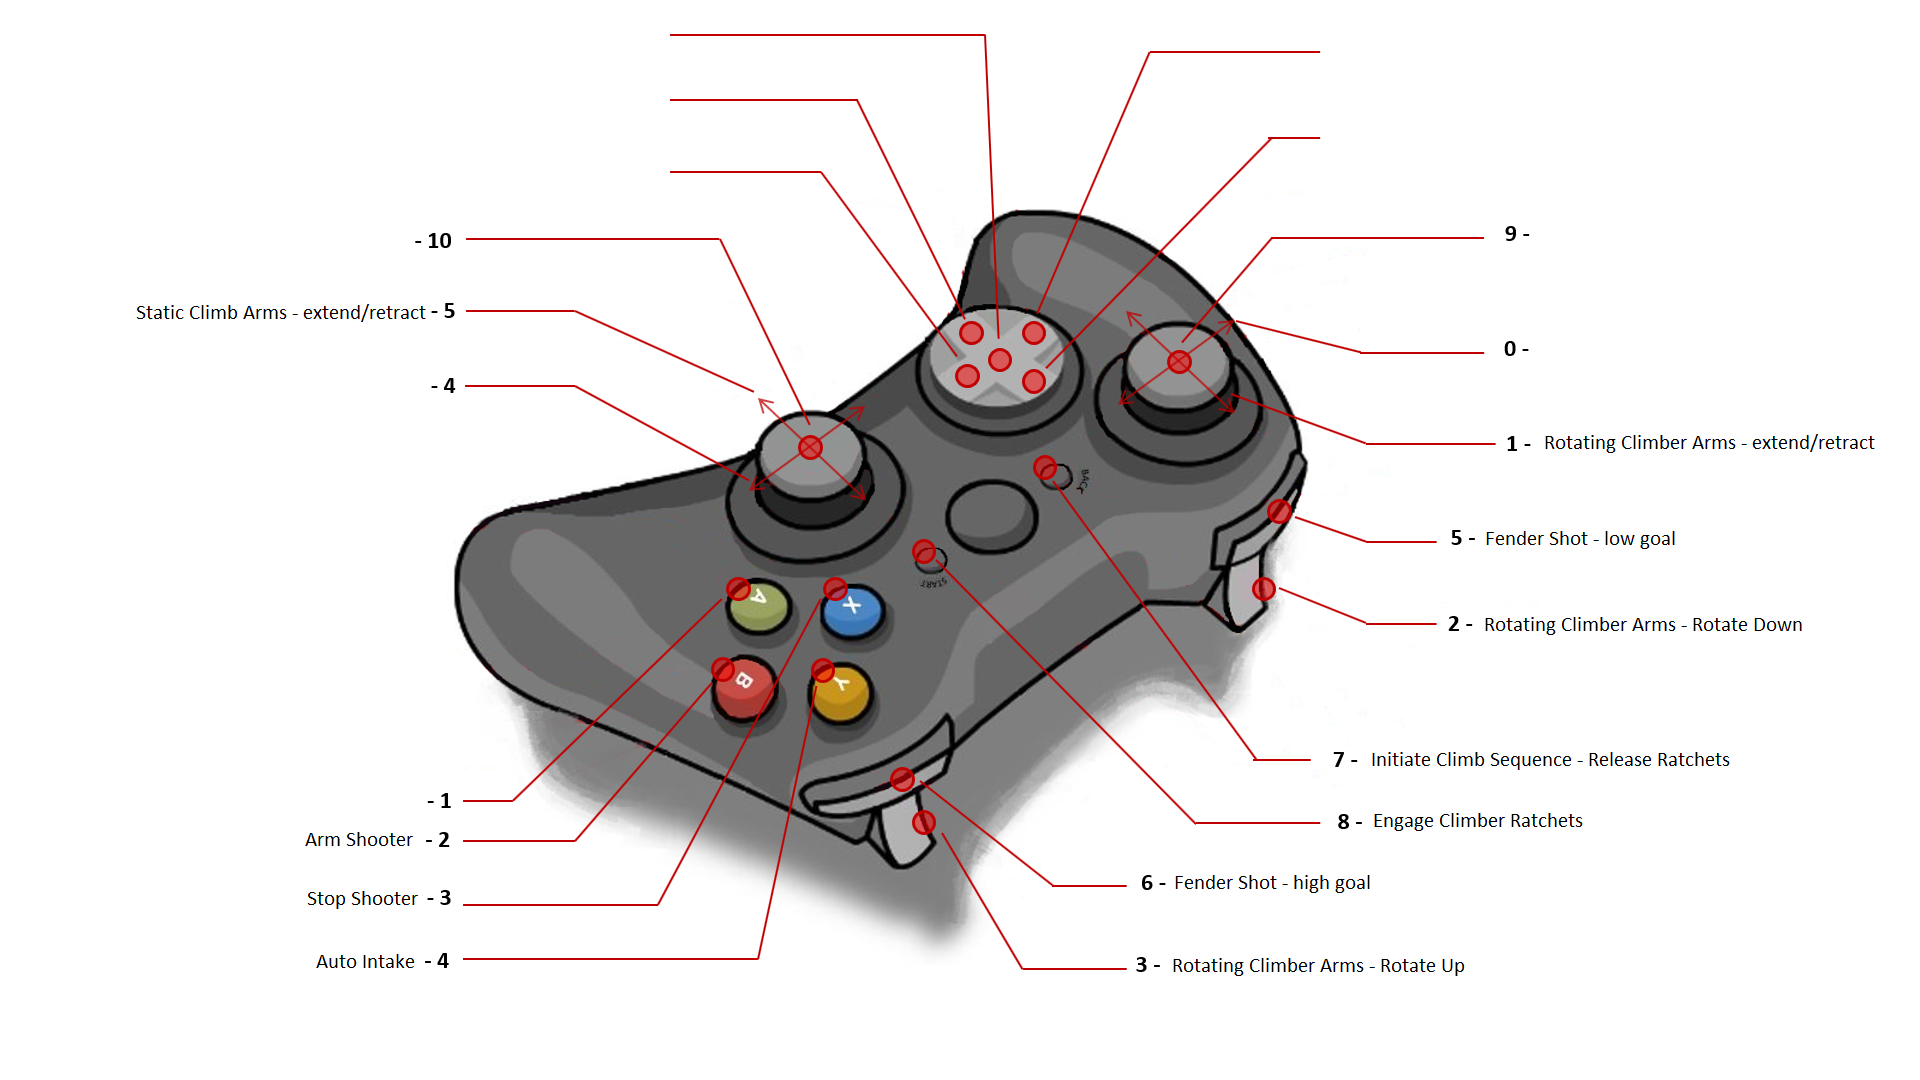 - 10
Static Climb Arms - extend/retract - 5
- 4
9 -
0 -
1 - Rotating Climber Arms - extend/retract
5 - Fender Shot - low goal
2 - Rotating Climber Arms - Rotate Down
BACK
START
A
X
B
Y
7 - Initiate Climb Sequence - Release Ratchets
8 - Engage Climber Ratchets
6 - Fender Shot - high goal
3 - Rotating Climber Arms - Rotate Up
- 1
Arm Shooter - 2
Stop Shooter - 3
Auto Intake - 4